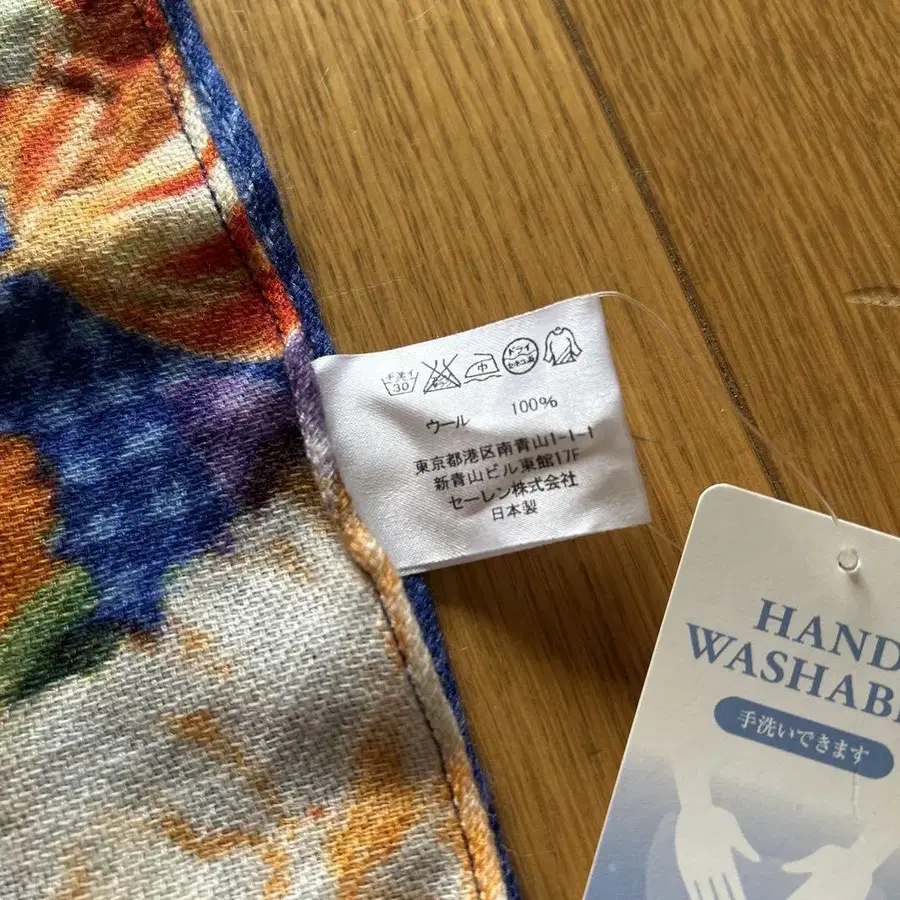 手洗イ 30 中 ドライ セキユ系
ウール 100%
東京都港区南青山1-1-1
新青山ビル東館17F
セーレン株式会社
日本製
HAND
WASHAB
手洗いできます